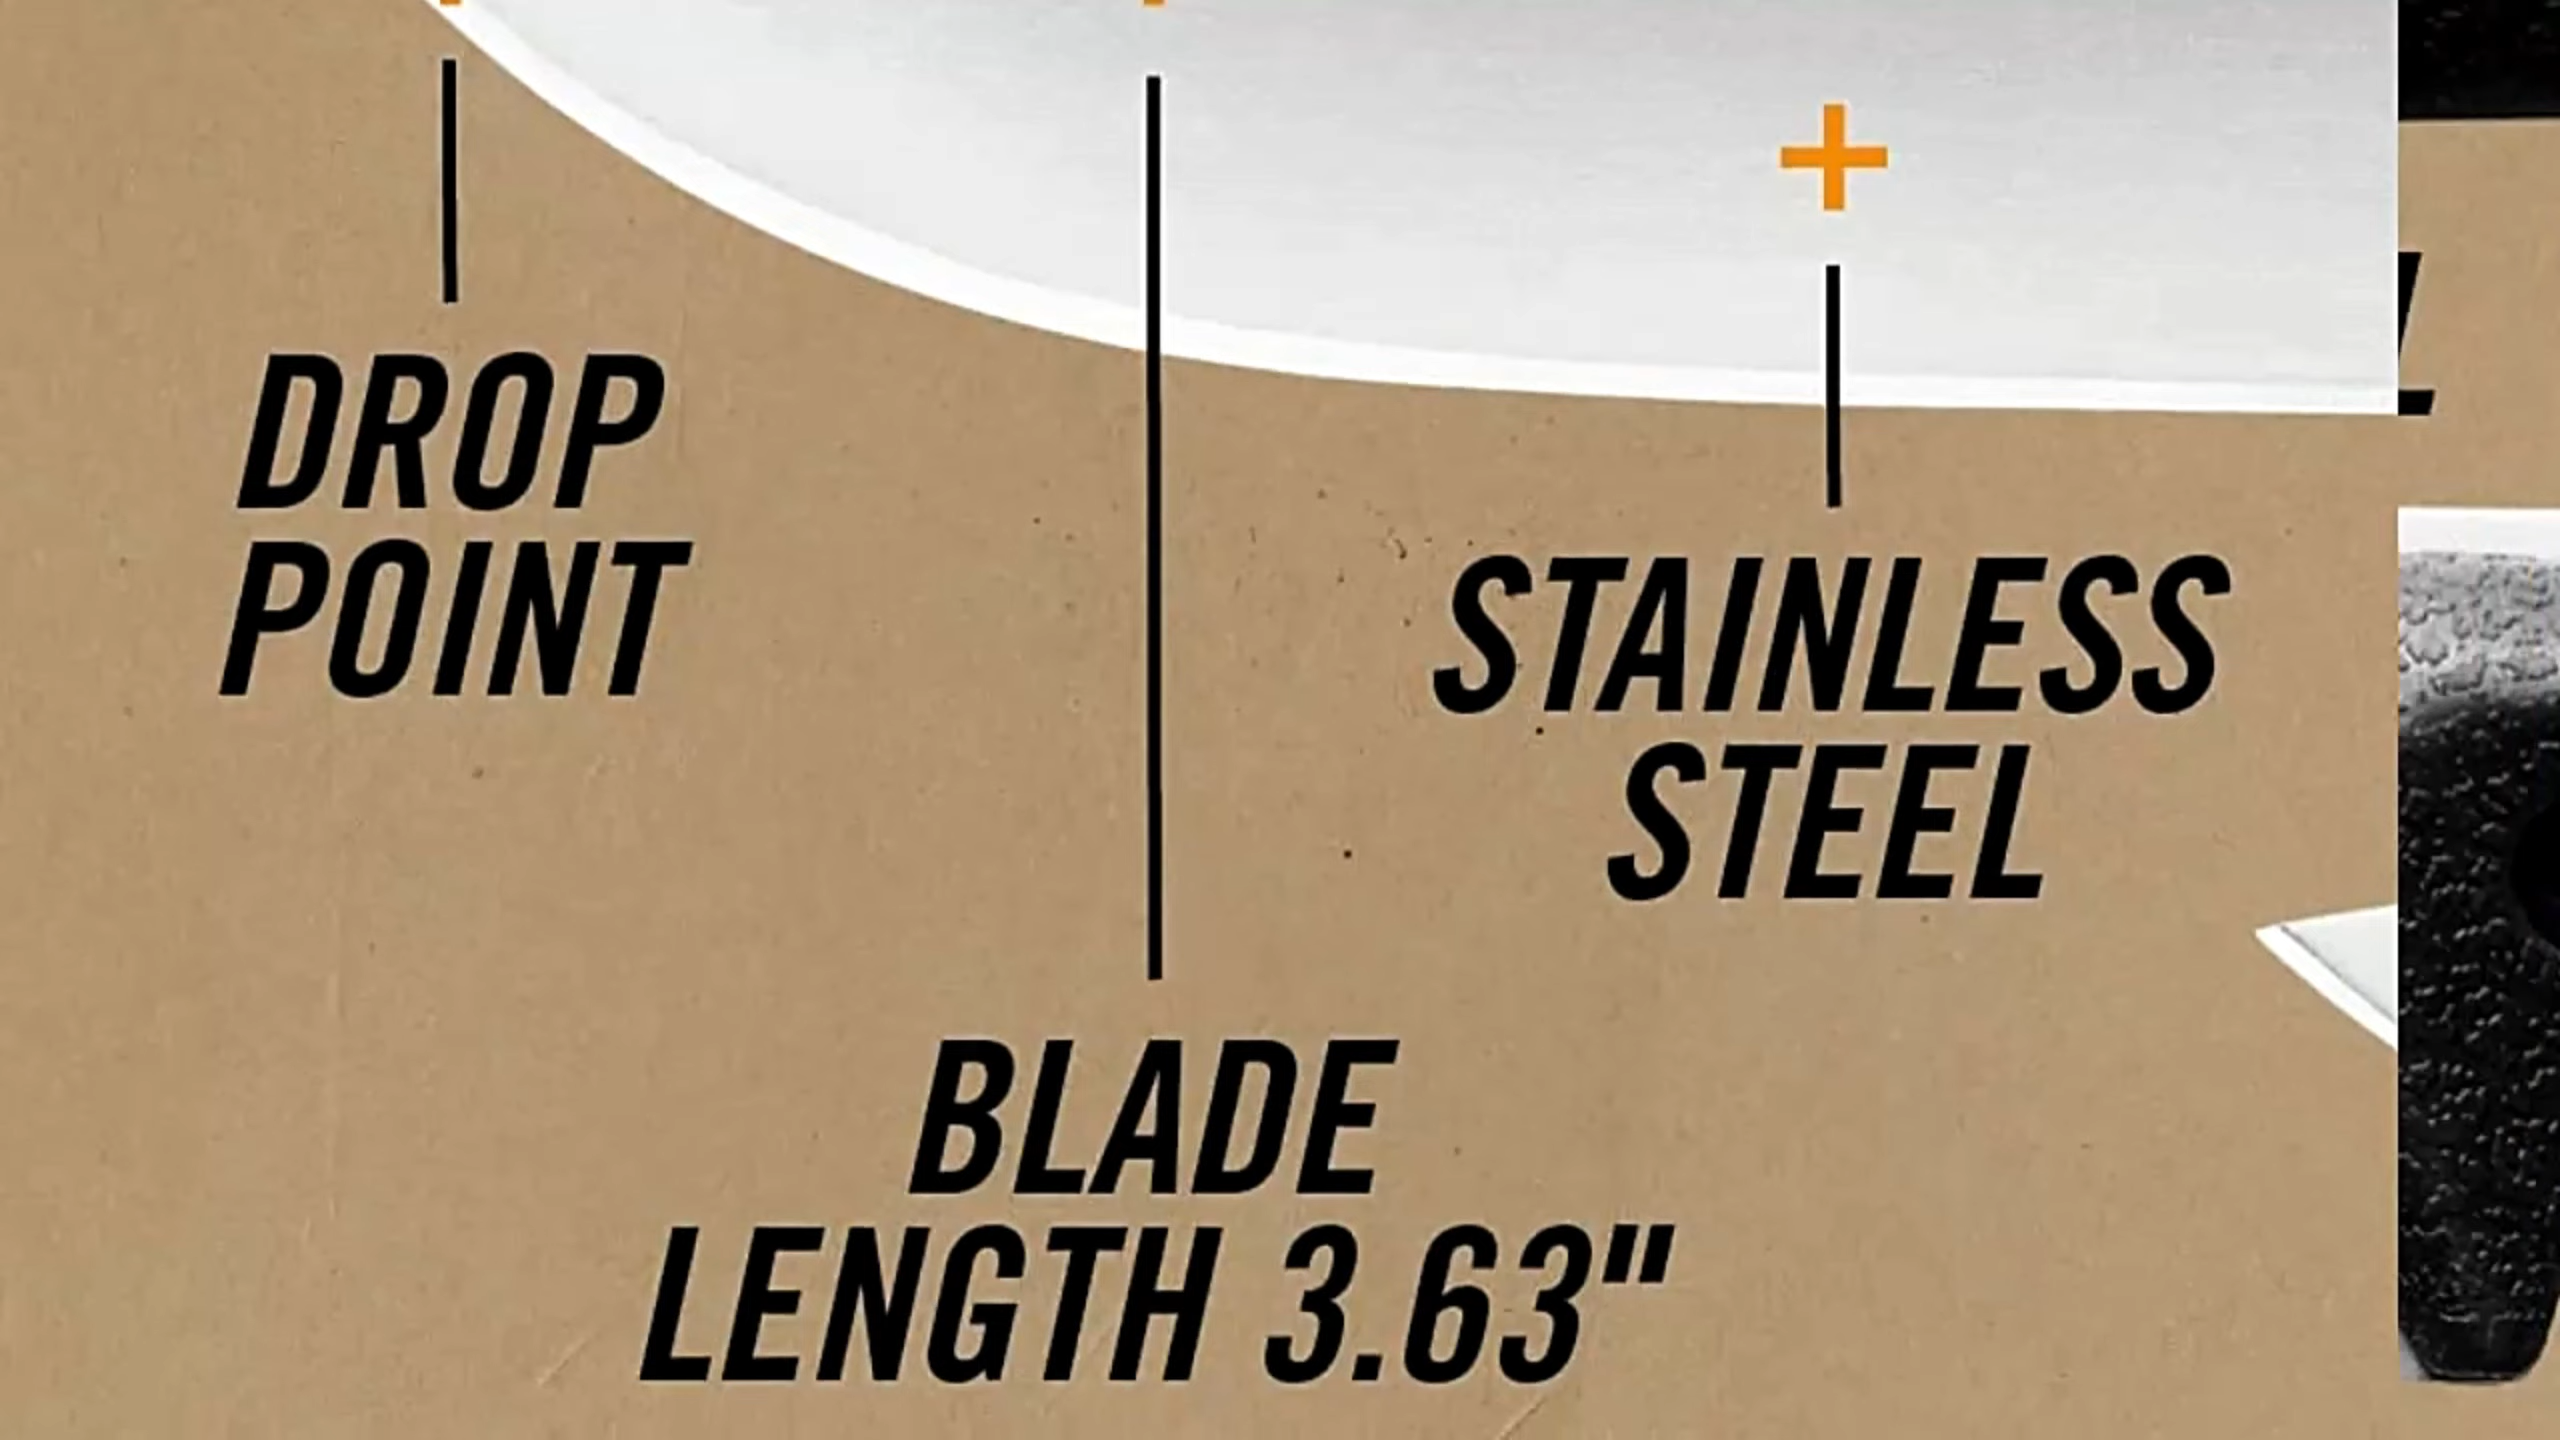 DROP
POINT
STAINLESS
STEEL
BLADE
LENGTH 3.63"